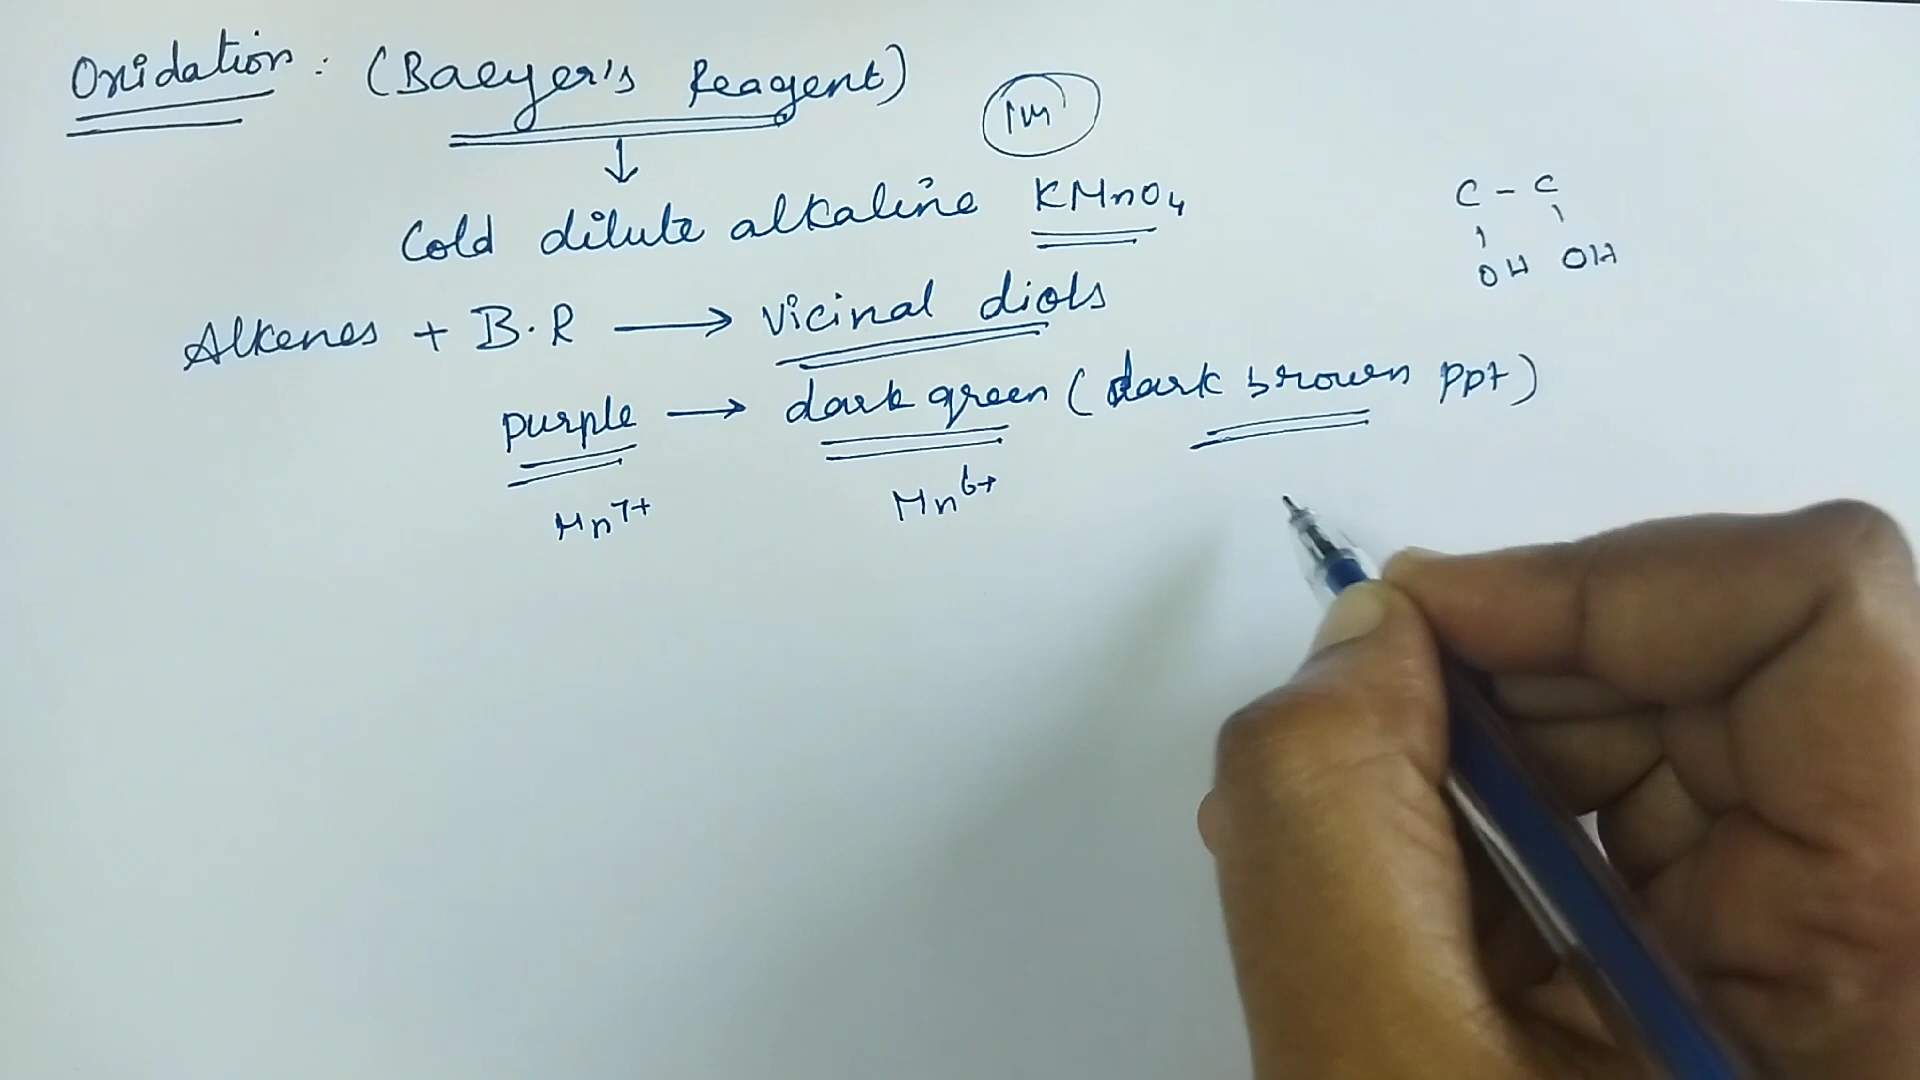 Oxidation : (Baeyer's Reagent)
1M
↓
Cold dilute alkaline KMnO₄
C - C
OH OH
Alkenes + B.R → Vicinal diols
purple → dark green (dark brown ppt)
Mn⁷⁺ Mn⁶⁺